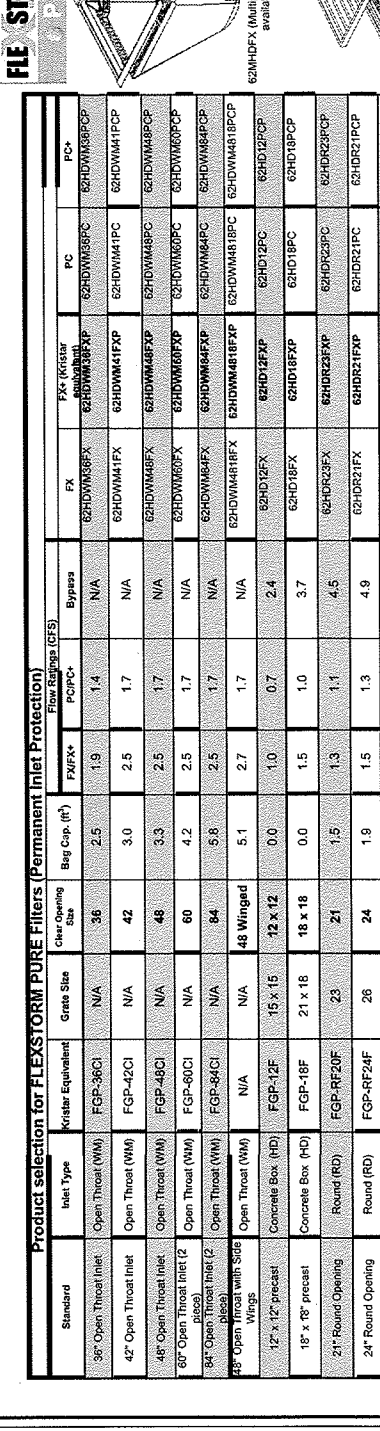 FLEXSTORM
62MHDFX (Multi
availa
Product selection for FLEXSTORM PURE Filters (Permanent Inlet Protection)
Standard Inlet Type Kristar Equivalent Grate Size Clear Opening Size Bag Cap. (ft³) Flow Ratings (CFS) FX/FX+ PC/PC+ Bypass FX FX+ (Kristar equivalent) PC PC+
36" Open Throat Inlet Open Throat (WM) FGP-36CI N/A 36 2.5 1.9 1.4 N/A 62HDWM36FX 62HDWM36FXP 62HDWM36PC 62HDWM36PCP
42" Open Throat Inlet Open Throat (WM) FGP-42CI N/A 42 3.0 2.5 1.7 N/A 62HDWM41FX 62HDWM41FXP 62HDWM41PC 62HDWM41PCP
48" Open Throat Inlet Open Throat (WM) FGP-48CI N/A 48 3.3 2.5 1.7 N/A 62HDWM48FX 62HDWM48FXP 62HDWM48PC 62HDWM48PCP
60" Open Throat Inlet (2 piece) Open Throat (WM) FGP-60CI N/A 60 4.2 2.5 1.7 N/A 62HDWM60FX 62HDWM60FXP 62HDWM60PC 62HDWM60PCP
84" Open Throat Inlet (2 piece) Open Throat (WM) FGP-84CI N/A 84 5.8 2.5 1.7 N/A 62HDWM84FX 62HDWM84FXP 62HDWM84PC 62HDWM84PCP
48" Open Throat with Side Wings Open Throat (WM) N/A N/A 48 Winged 5.1 2.7 1.7 N/A 62HDWM4818FX 62HDWM4818FXP 62HDWM4818PC 62HDWM4818PCP
12" x 12" precast Concrete Box (HD) FGP-12F 15 x 15 12 x 12 0.0 1.0 0.7 2.4 62HD12FX 62HD12FXP 62HD12PC 62HD12PCP
18" x 18" precast Concrete Box (HD) FGP-18F 21 x 18 18 x 18 0.0 1.5 1.0 3.7 62HD18FX 62HD18FXP 62HD18PC 62HD18PCP
21" Round Opening Round (RD) FGP-RF20F 23 21 1.5 1.3 1.1 4.5 62HDR23FX 62HDR23FXP 62HDR23PC 62HDR23PCP
24" Round Opening Round (RD) FGP-RF24F 26 24 1.9 1.5 1.3 4.9 62HDR21FX 62HDR21FXP 62HDR21PC 62HDR21PCP